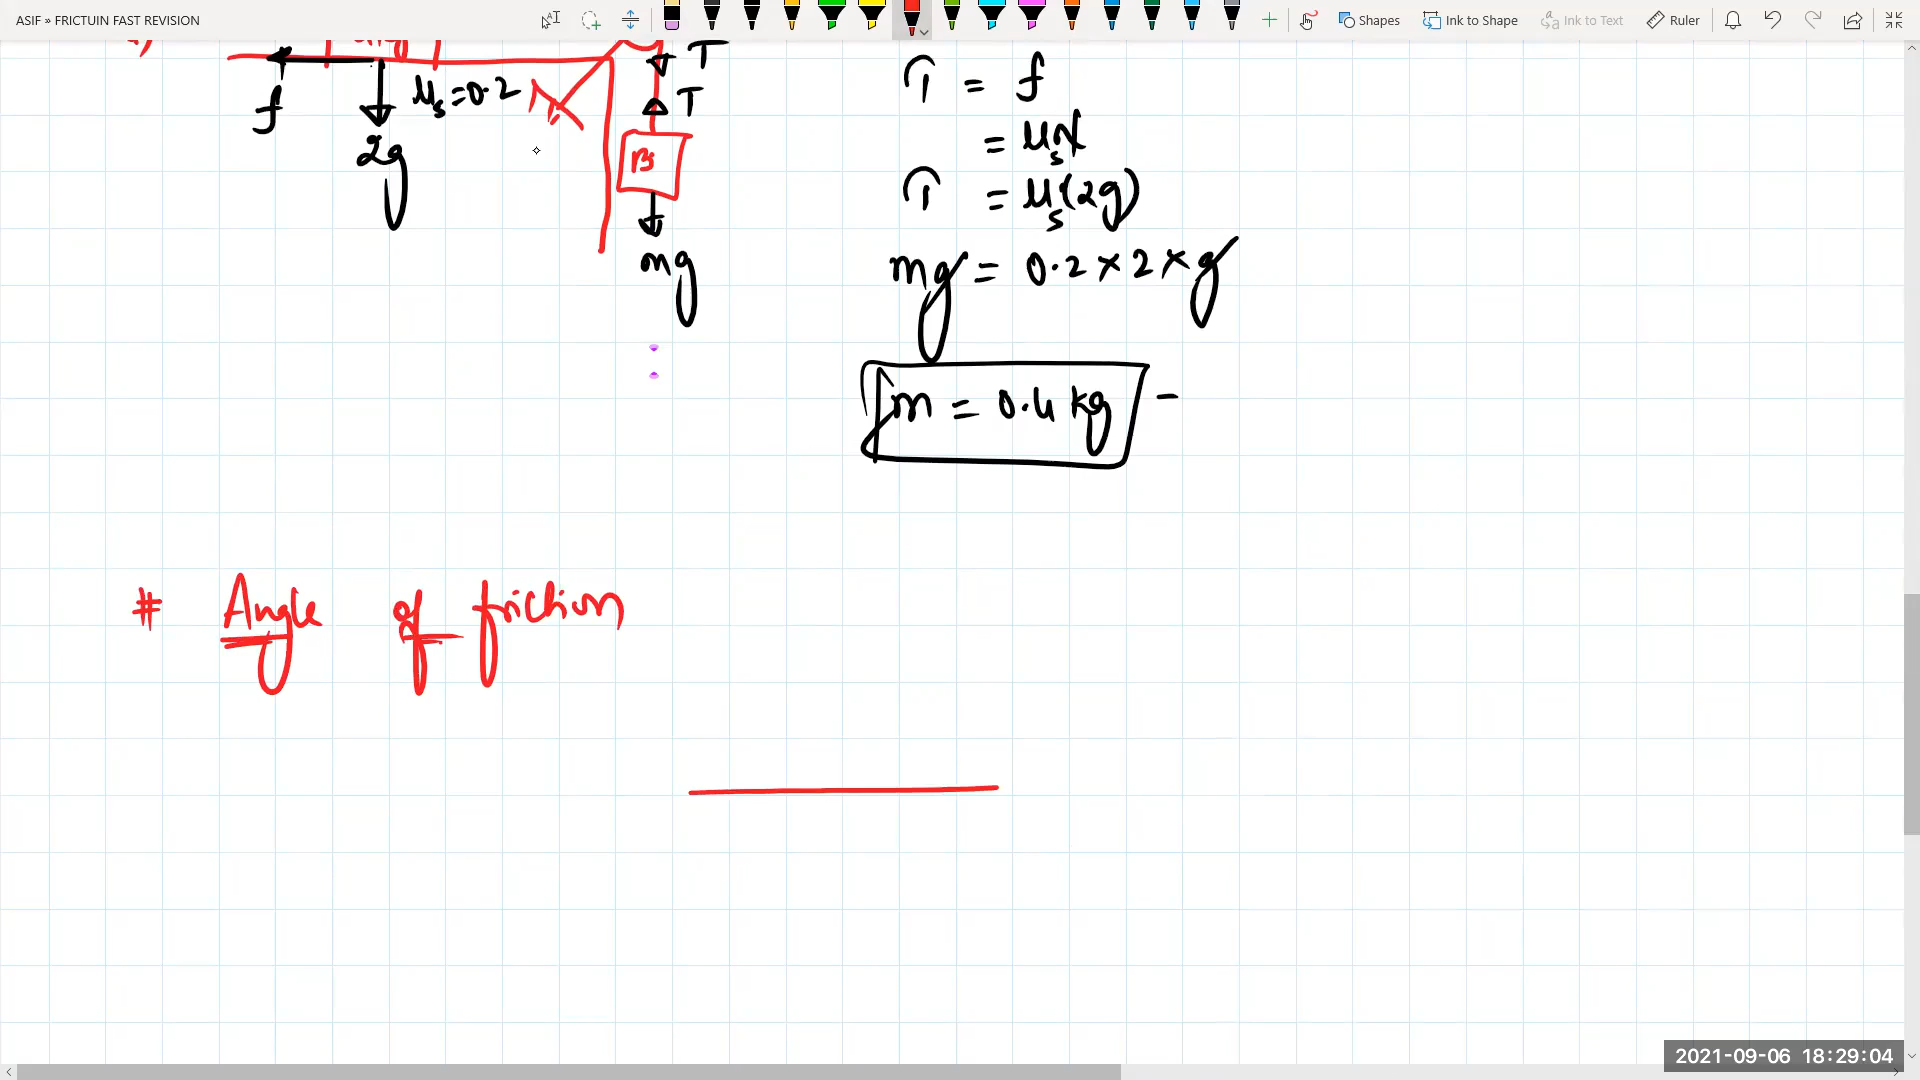 ASIF » FRICTUIN FAST REVISION
Shapes
Ink to Shape
Ink to Text
Ruler
T
T
f
2g
μs = 0.2
B
mg
T = f
= μsN
T = μs(2g)
mg = 0.2 × 2 × g
m = 0.4 kg -
# Angle of friction
2021-09-06 18:29:04